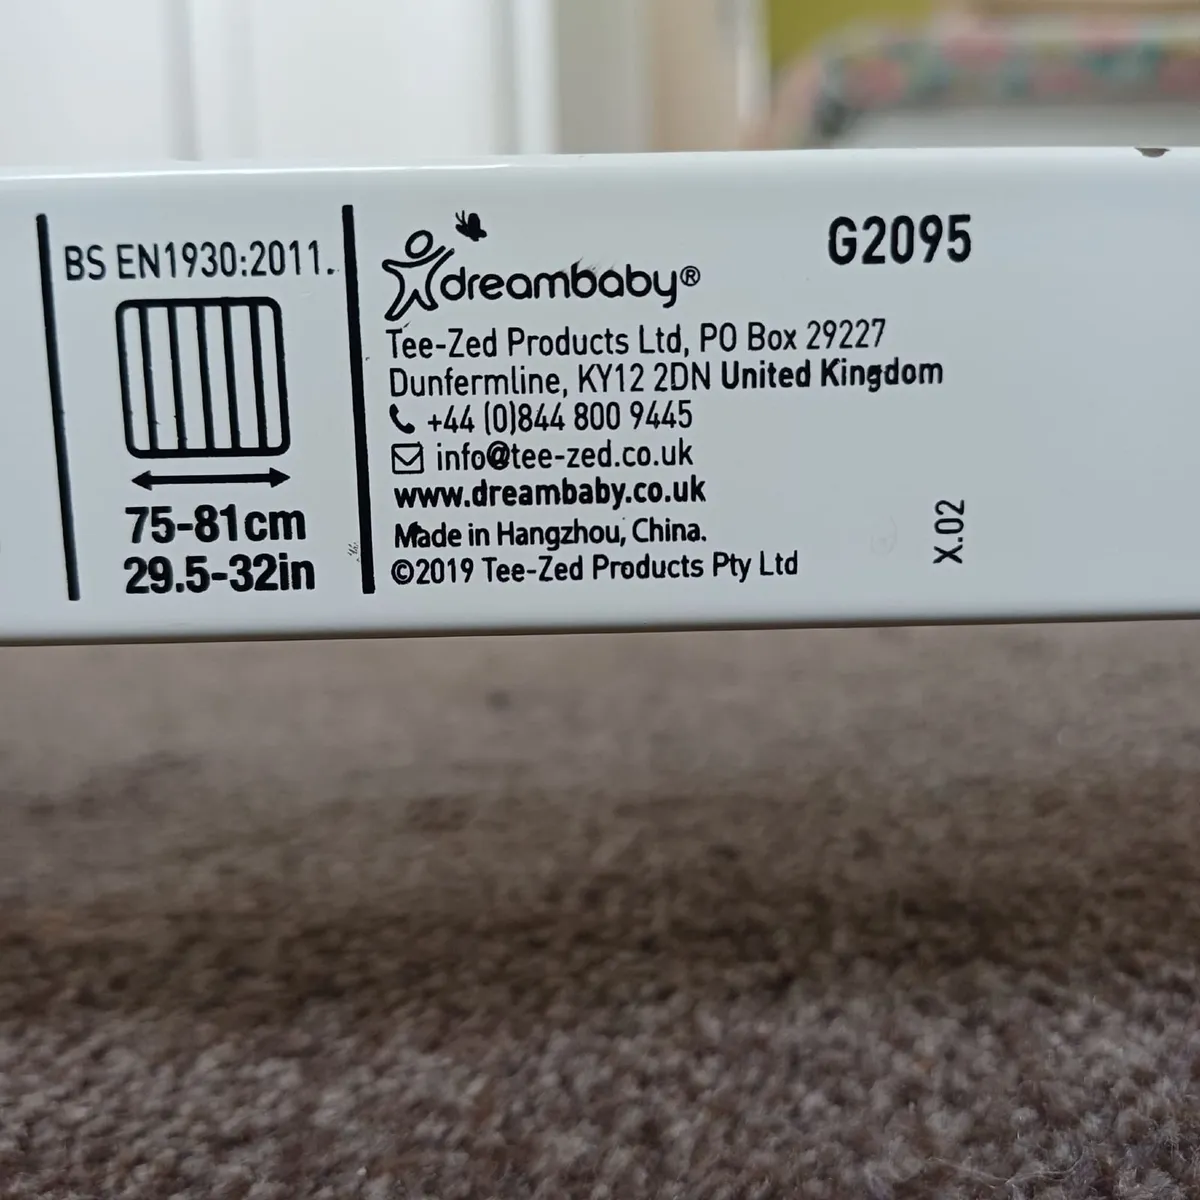 BS EN1930:2011.
75-81cm
29.5-32in
dreambaby®
G2095
Tee-Zed Products Ltd, PO Box 29227
Dunfermline, KY12 2DN United Kingdom
+44 (0)844 800 9445
info@tee-zed.co.uk
www.dreambaby.co.uk
Made in Hangzhou, China.
©2019 Tee-Zed Products Pty Ltd
X.02